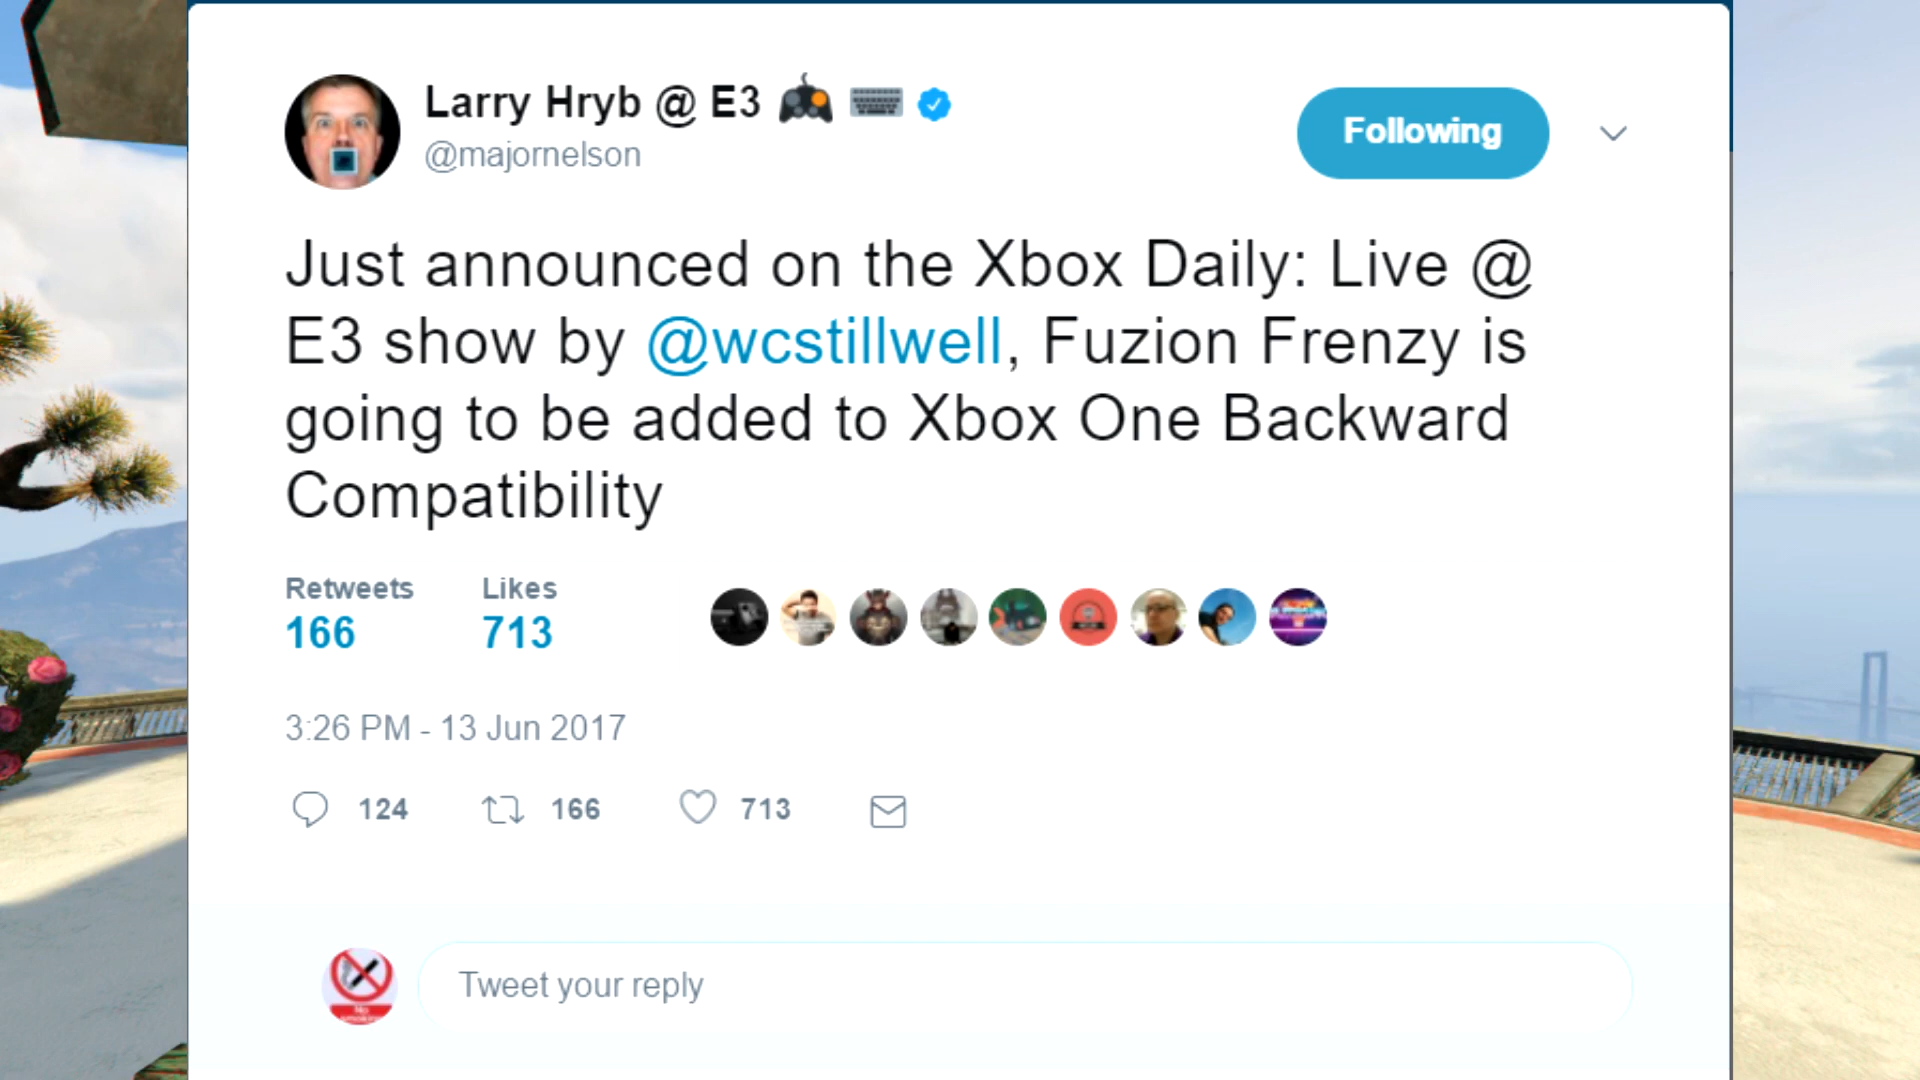 Larry Hryb @ E3
@majornelson
Following
Just announced on the Xbox Daily: Live @
E3 show by @wcstillwell, Fuzion Frenzy is
going to be added to Xbox One Backward
Compatibility
Retweets Likes
166 713
3:26 PM - 13 Jun 2017
124 166 713
Tweet your reply
No